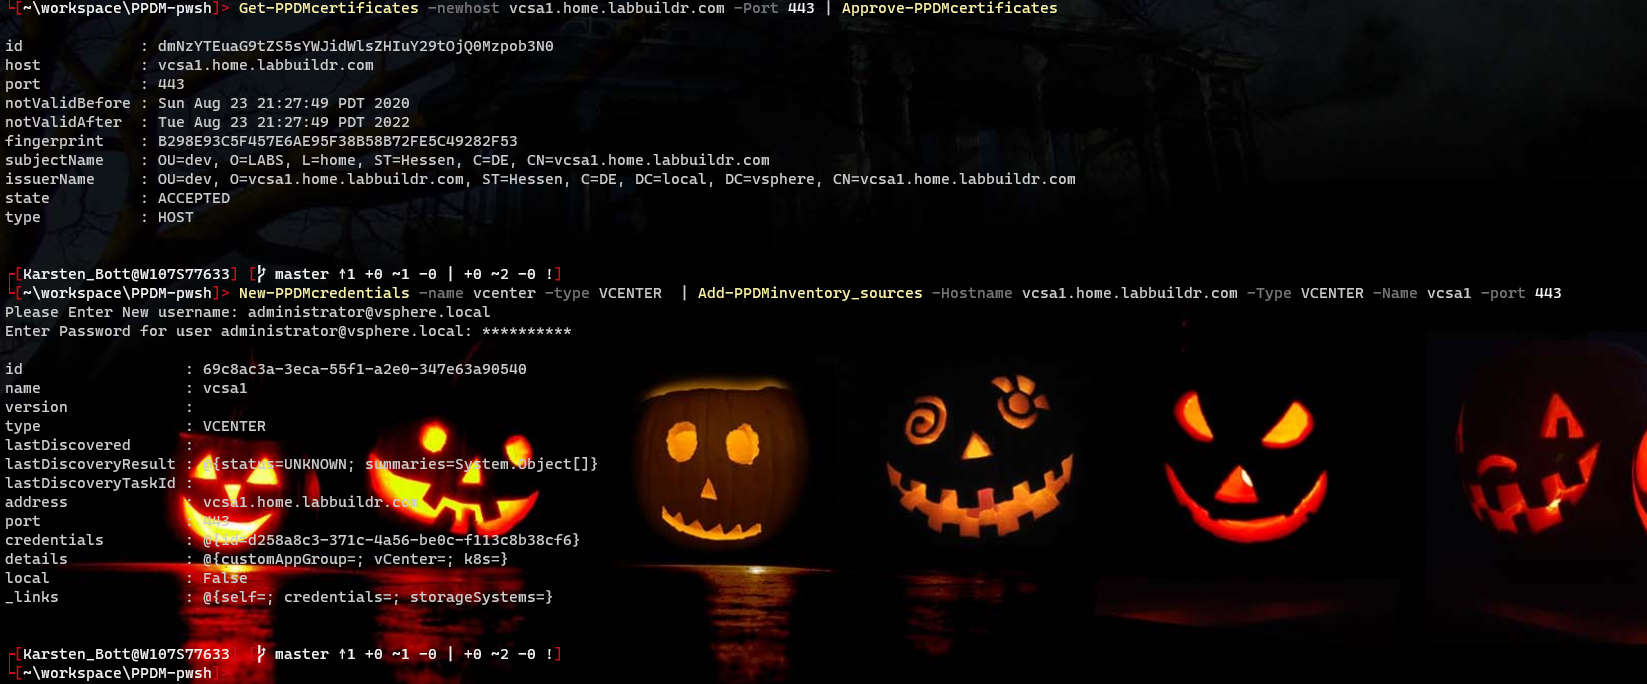 [~\workspace\PPDM-pwsh]> Get-PPDMcertificates -newhost vcsa1.home.labbuildr.com -Port 443 | Approve-PPDMcertificates
id : dmNzYTEuaG9tZS5sYWJidWlsZHIuY29tOjQ0Mzpob3N0
host : vcsa1.home.labbuildr.com
port : 443
notValidBefore : Sun Aug 23 21:27:49 PDT 2020
notValidAfter : Tue Aug 23 21:27:49 PDT 2022
fingerprint : B298E93C5F457E6AE95F38B58B72FE5C49282F53
subjectName : OU=dev, O=LABS, L=home, ST=Hessen, C=DE, CN=vcsa1.home.labbuildr.com
issuerName : OU=dev, O=vcsa1.home.labbuildr.com, ST=Hessen, C=DE, DC=local, DC=vsphere, CN=vcsa1.home.labbuildr.com
state : ACCEPTED
type : HOST
[Karsten_Bott@W107S77633] [ master ↑1 +0 ~1 -0 | +0 ~2 -0 !]
[~\workspace\PPDM-pwsh]> New-PPDMcredentials -name vcenter -type VCENTER | Add-PPDMinventory_sources -Hostname vcsa1.home.labbuildr.com -Type VCENTER -Name vcsa1 -port 443
Please Enter New username: administrator@vsphere.local
Enter Password for user administrator@vsphere.local: **********
id : 69c8ac3a-3eca-55f1-a2e0-347e63a90540
name : vcsa1
version :
type : VCENTER
lastDiscovered :
lastDiscoveryResult : @{status=UNKNOWN; summaries=System.Object[]}
lastDiscoveryTaskId :
address : vcsa1.home.labbuildr.com
port : 443
credentials : @{id=d258a8c3-371c-4a56-be0c-f113c8b38cf6}
details : @{customAppGroup=; vCenter=; k8s=}
local : False
_links : @{self=; credentials=; storageSystems=}
[Karsten_Bott@W107S77633] [ master ↑1 +0 ~1 -0 | +0 ~2 -0 !]
[~\workspace\PPDM-pwsh]>